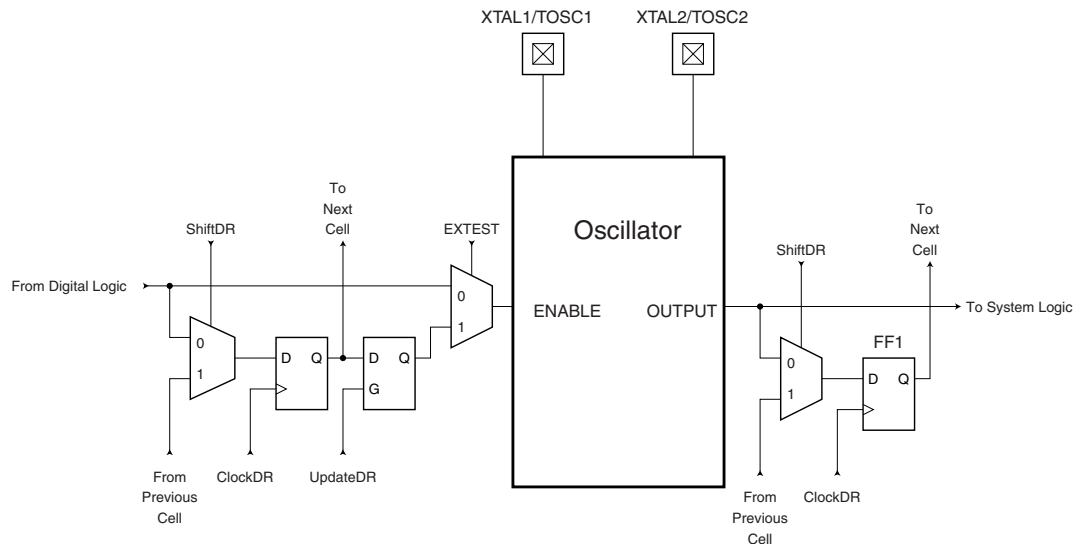 XTAL1/TOSC1
XTAL2/TOSC2
To
Next
Cell
ShiftDR
EXTEST
From Digital Logic
0
1
D Q
0
1
D Q
G
From
Previous
Cell
ClockDR
UpdateDR
Oscillator
ENABLE
OUTPUT
To
Next
Cell
ShiftDR
To System Logic
FF1
0
1
D Q
From
Previous
Cell
ClockDR